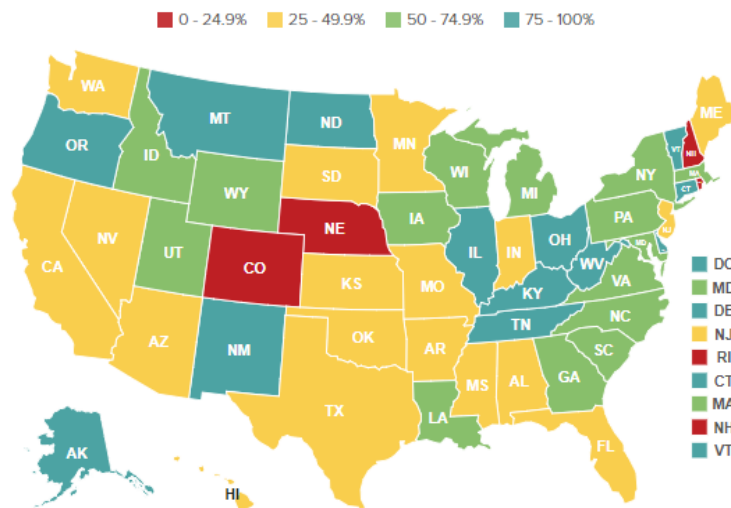 0 - 24.9% 25 - 49.9% 50 - 74.9% 75 - 100%
WA
ME
MT
ND
OR
MN
VT
NH
ID
SD
WI
NY
MA
WY
MI
CT
IA
PA
NE
NJ
NV
IL
IN
OH
MD
UT
CO
WV
CA
KS
MO
KY
VA
DC
MD
TN
NC
DE
AZ
NM
OK
AR
SC
NJ
MS
AL
GA
RI
TX
LA
CT
FL
MA
AK
NH
HI
VT